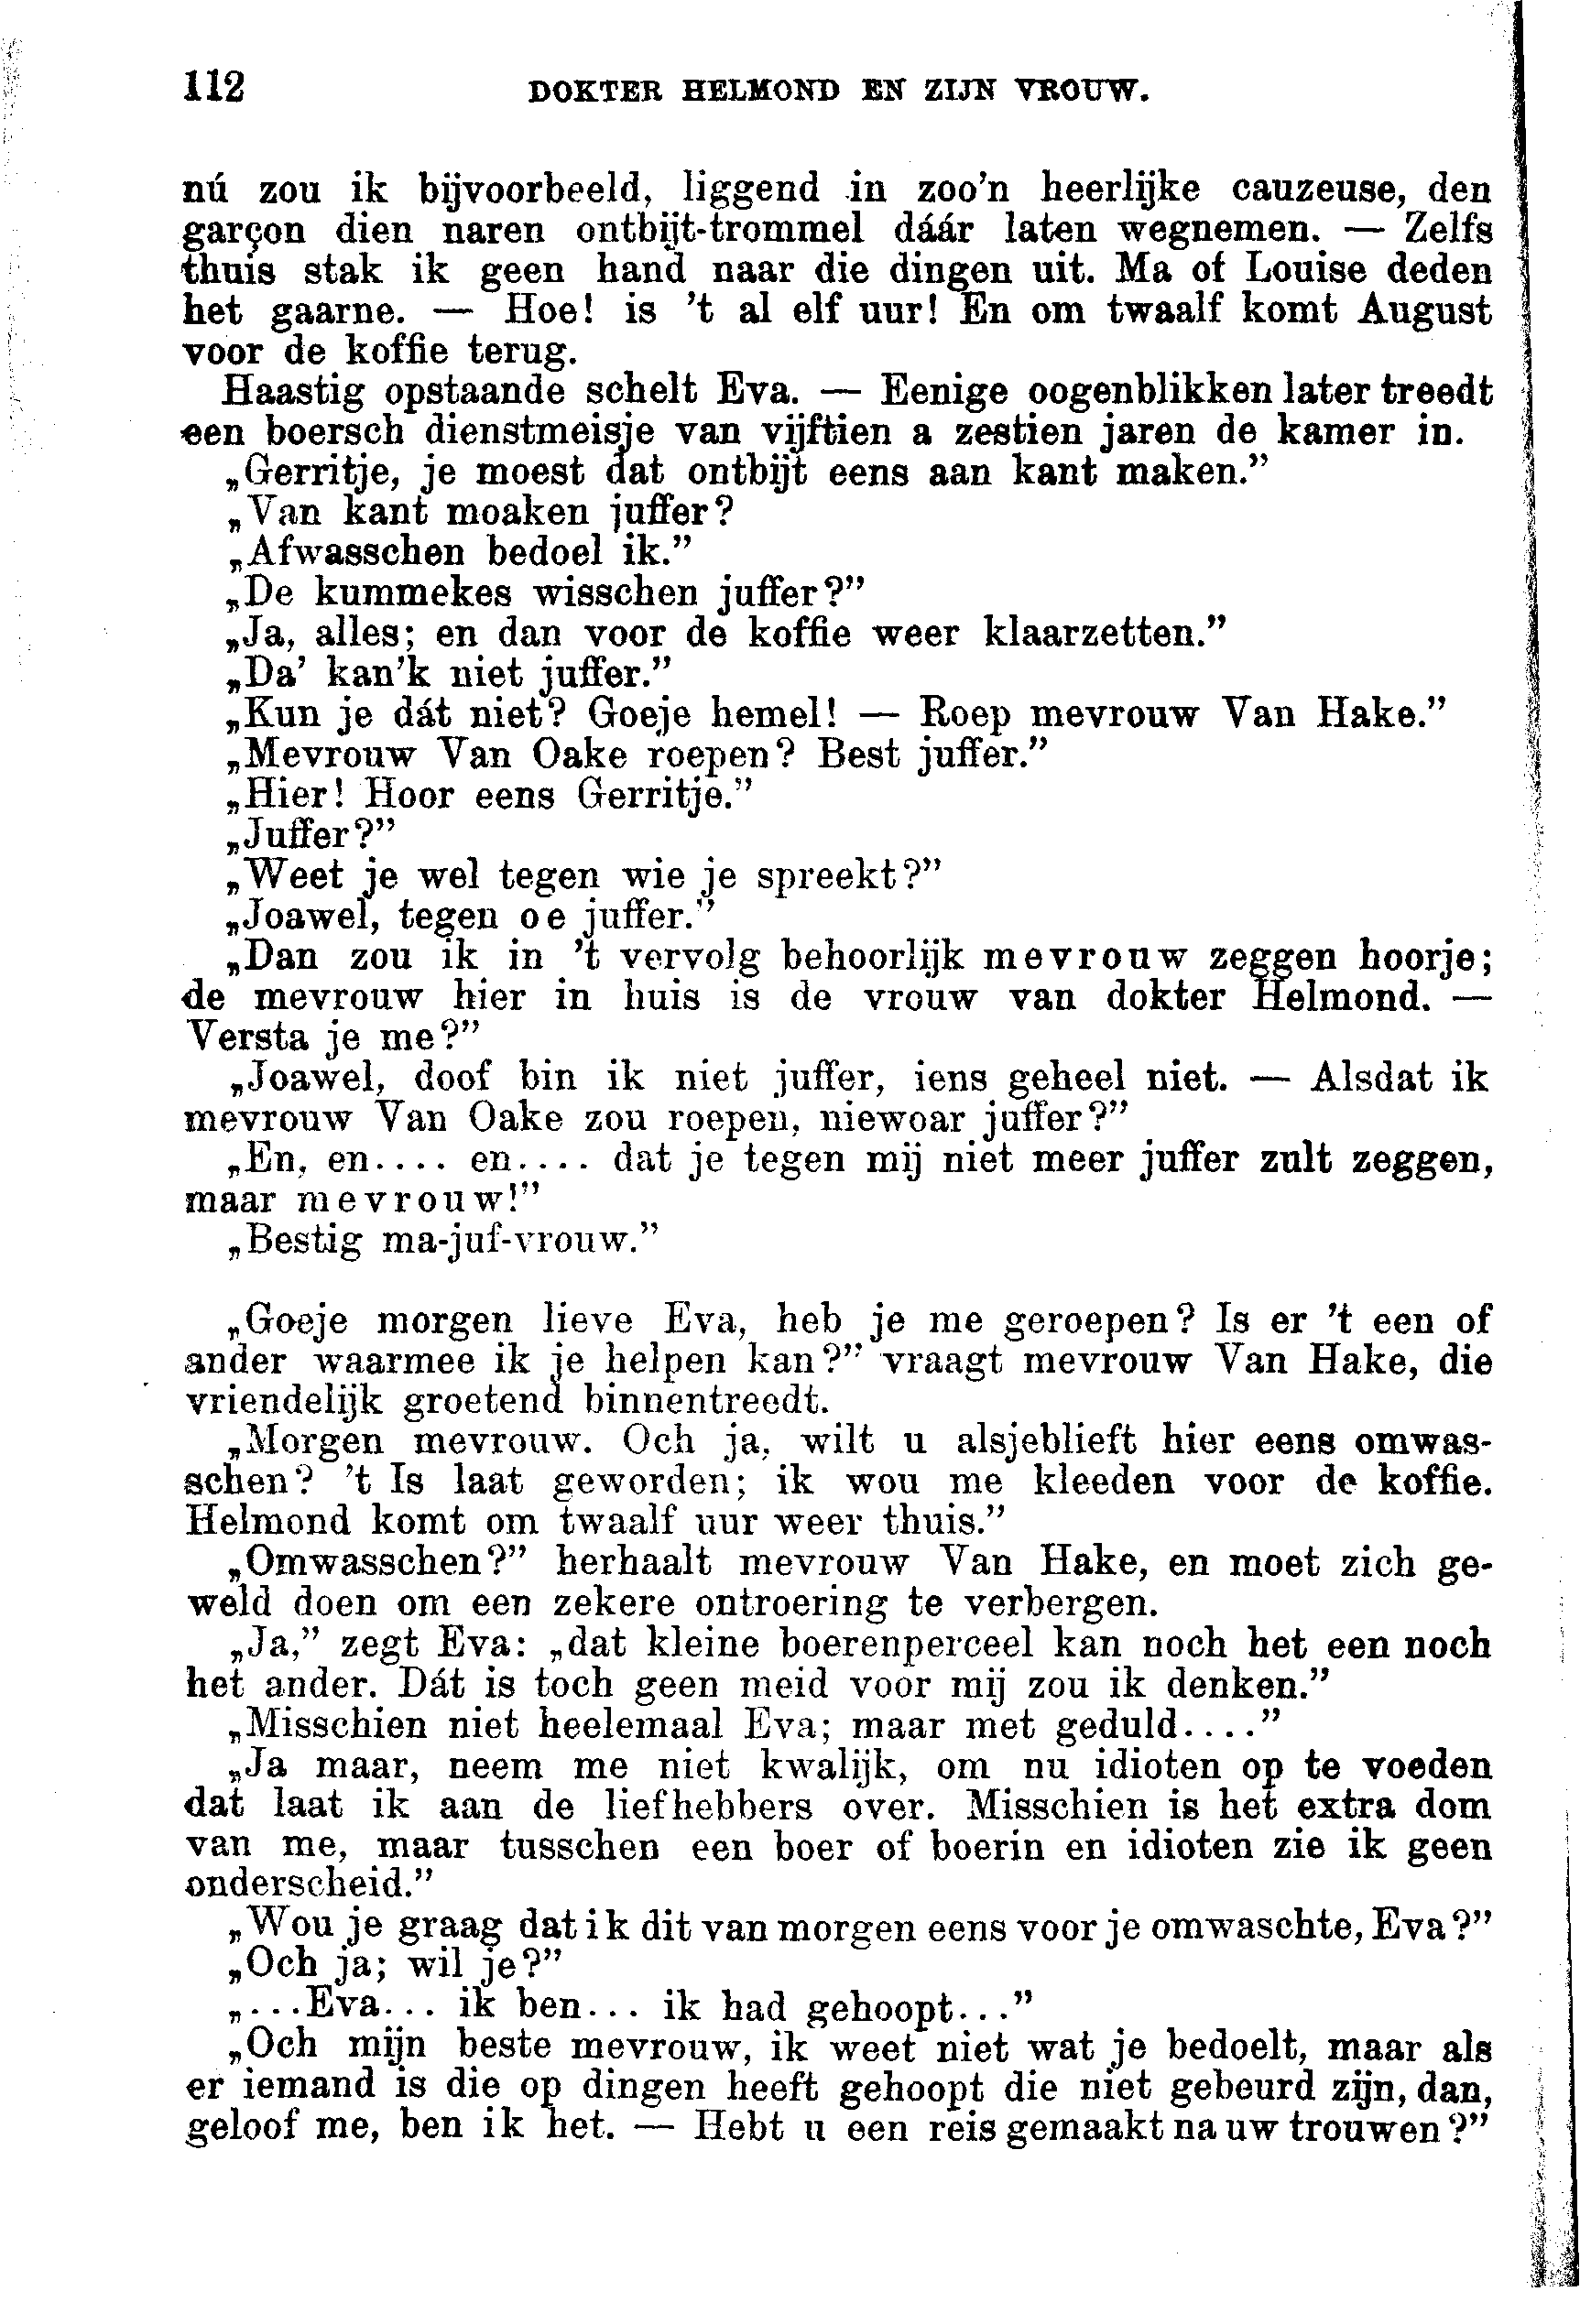 112 DOKTER HELMOND EN ZIJN VROUW.
nú zou ik bijvoorbeeld, liggend in zoo'n heerlijke cauzeuse, den
garçon dien naren ontbijt-trommel dáár laten wegnemen. — Zelfs
thuis stak ik geen hand naar die dingen uit. Ma of Louise deden
het gaarne. — Hoe! is 't al elf uur! En om twaalf komt August
voor de koffie terug.
Haastig opstaande schelt Eva. — Eenige oogenblikken later treedt
een boersch dienstmeisje van vijftien a zestien jaren de kamer in.
„Gerritje, je moest dat ontbijt eens aan kant maken.”
„Van kant moaken juffer?
„Afwasschen bedoel ik.”
„De kummekes wisschen juffer?”
„Ja, alles; en dan voor de koffie weer klaarzetten.”
„Da' kan'k niet juffer.”
„Kun je dát niet? Goeje hemel! — Roep mevrouw Van Hake.”
„Mevrouw Van Oake roepen? Best juffer.”
„Hier! Hoor eens Gerritje.”
„Juffer?”
„Weet je wel tegen wie je spreekt?”
„Joawel, tegen oe juffer.”
„Dan zou ik in 't vervolg behoorlijk mevrouw zeggen hoorje;
de mevrouw hier in huis is de vrouw van dokter Helmond. —
Versta je me?”
„Joawel, doof bin ik niet juffer, iens geheel niet. — Alsdat ik
mevrouw Van Oake zou roepen, niewoar juffer?”
„En, en.... en.... dat je tegen mij niet meer juffer zult zeggen,
maar mevrouw!”
„Bestig ma-juf-vrouw.”
„Goeje morgen lieve Eva, heb je me geroepen? Is er 't een of
ander waarmee ik je helpen kan?” vraagt mevrouw Van Hake, die
vriendelijk groetend binnentreedt.
„Morgen mevrouw. Och ja, wilt u alsjeblieft hier eens omwas-
schen? 't Is laat geworden; ik wou me kleeden voor de koffie.
Helmond komt om twaalf uur weer thuis.”
„Omwasschen?” herhaalt mevrouw Van Hake, en moet zich ge-
weld doen om een zekere ontroering te verbergen.
„Ja,” zegt Eva: „dat kleine boerenperceel kan noch het een noch
het ander. Dát is toch geen meid voor mij zou ik denken.”
„Misschien niet heelemaal Eva; maar met geduld....”
„Ja maar, neem me niet kwalijk, om nu idioten op te voeden
dat laat ik aan de liefhebbers over. Misschien is het extra dom
van me, maar tusschen een boer of boerin en idioten zie ik geen
onderscheid.”
„Wou je graag dat ik dit van morgen eens voor je omwaschte, Eva?”
„Och ja; wil je?”
„...Eva... ik ben... ik had gehoopt...”
„Och mijn beste mevrouw, ik weet niet wat je bedoelt, maar als
er iemand is die op dingen heeft gehoopt die niet gebeurd zijn, dan,
geloof me, ben ik het. — Hebt u een reis gemaakt na uw trouwen?”